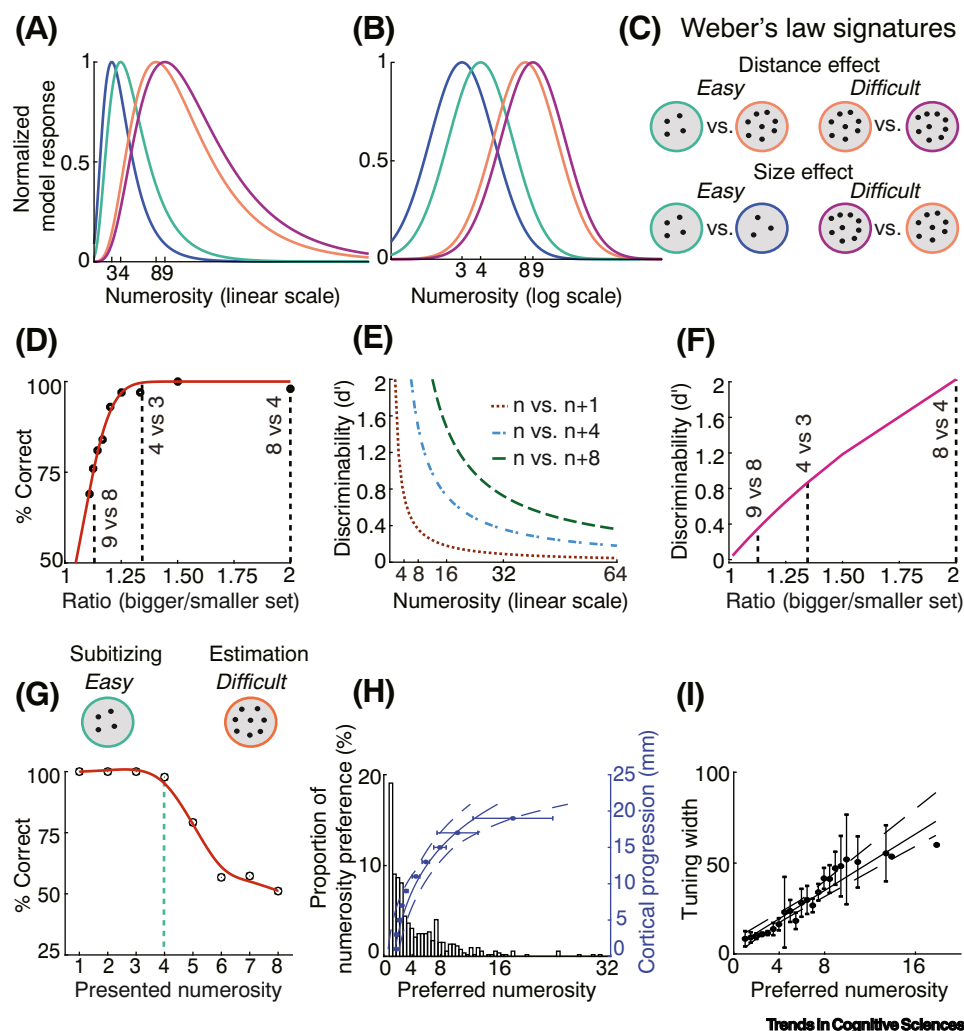 (A)
Normalized
model response
1
0.5
0
34
89
Numerosity (linear scale)
(B)
1
0.5
0
3
4
89
Numerosity (log scale)
(C)
Weber's law signatures
Distance effect
Easy
Difficult
vs.
vs.
Size effect
Easy
Difficult
vs.
vs.
(D)
% Correct
100
75
50
9 vs 8
4 vs 3
8 vs 4
1
1.25
1.50
1.75
2
Ratio (bigger/smaller set)
(E)
Discriminability (d')
2
1.6
1.2
0.8
0.4
0
n vs. n+1
n vs. n+4
n vs. n+8
4 8 16 32 64
Numerosity (linear scale)
(F)
Discriminability (d')
2
1.6
1.2
0.8
0.4
0
9 vs 8
4 vs 3
8 vs 4
1
1.25
1.50
1.75
2
Ratio (bigger/smaller set)
(G)
Subitizing
Easy
Estimation
Difficult
% Correct
100
75
50
25
1 2 3 4 5 6 7 8
Presented numerosity
(H)
Proportion of
numerosity preference (%)
20
10
0
0 4 8 16 32
Preferred numerosity
25
20
15
10
5
0
Cortical progression (mm)
(I)
Tuning width
100
50
0
0 8 16
Preferred numerosity
Trends in Cognitive Sciences